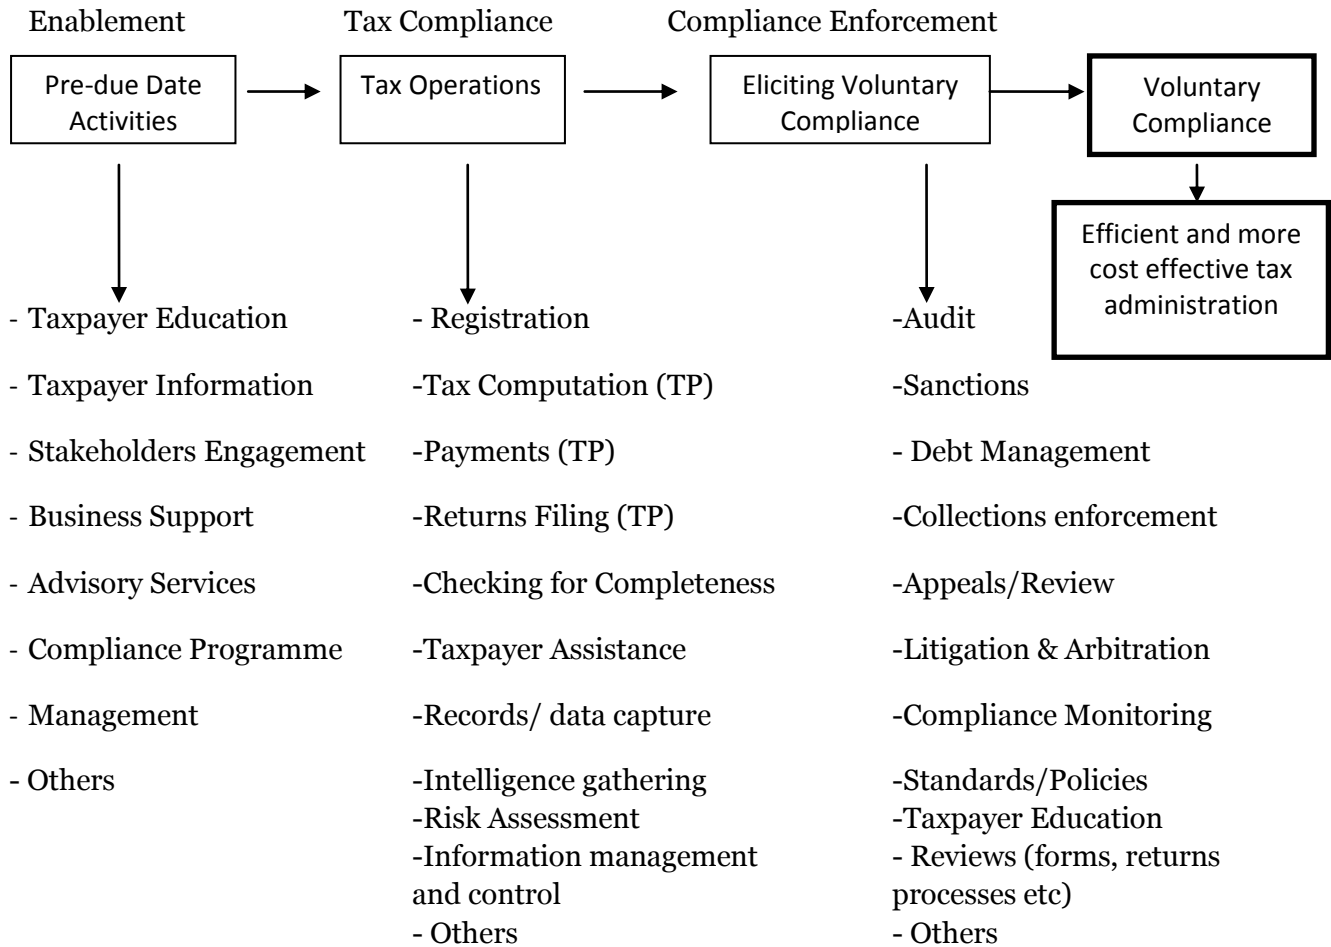 Enablement
Tax Compliance
Compliance Enforcement
Pre-due Date
Activities
Tax Operations
Eliciting Voluntary
Compliance
Voluntary
Compliance
Efficient and more
cost effective tax
administration
- Taxpayer Education
- Taxpayer Information
- Stakeholders Engagement
- Business Support
- Advisory Services
- Compliance Programme
- Management
- Others
- Registration
-Tax Computation (TP)
-Payments (TP)
-Returns Filing (TP)
-Checking for Completeness
-Taxpayer Assistance
-Records/ data capture
-Intelligence gathering
-Risk Assessment
-Information management
and control
- Others
-Audit
-Sanctions
- Debt Management
-Collections enforcement
-Appeals/Review
-Litigation & Arbitration
-Compliance Monitoring
-Standards/Policies
-Taxpayer Education
- Reviews (forms, returns
processes etc)
- Others